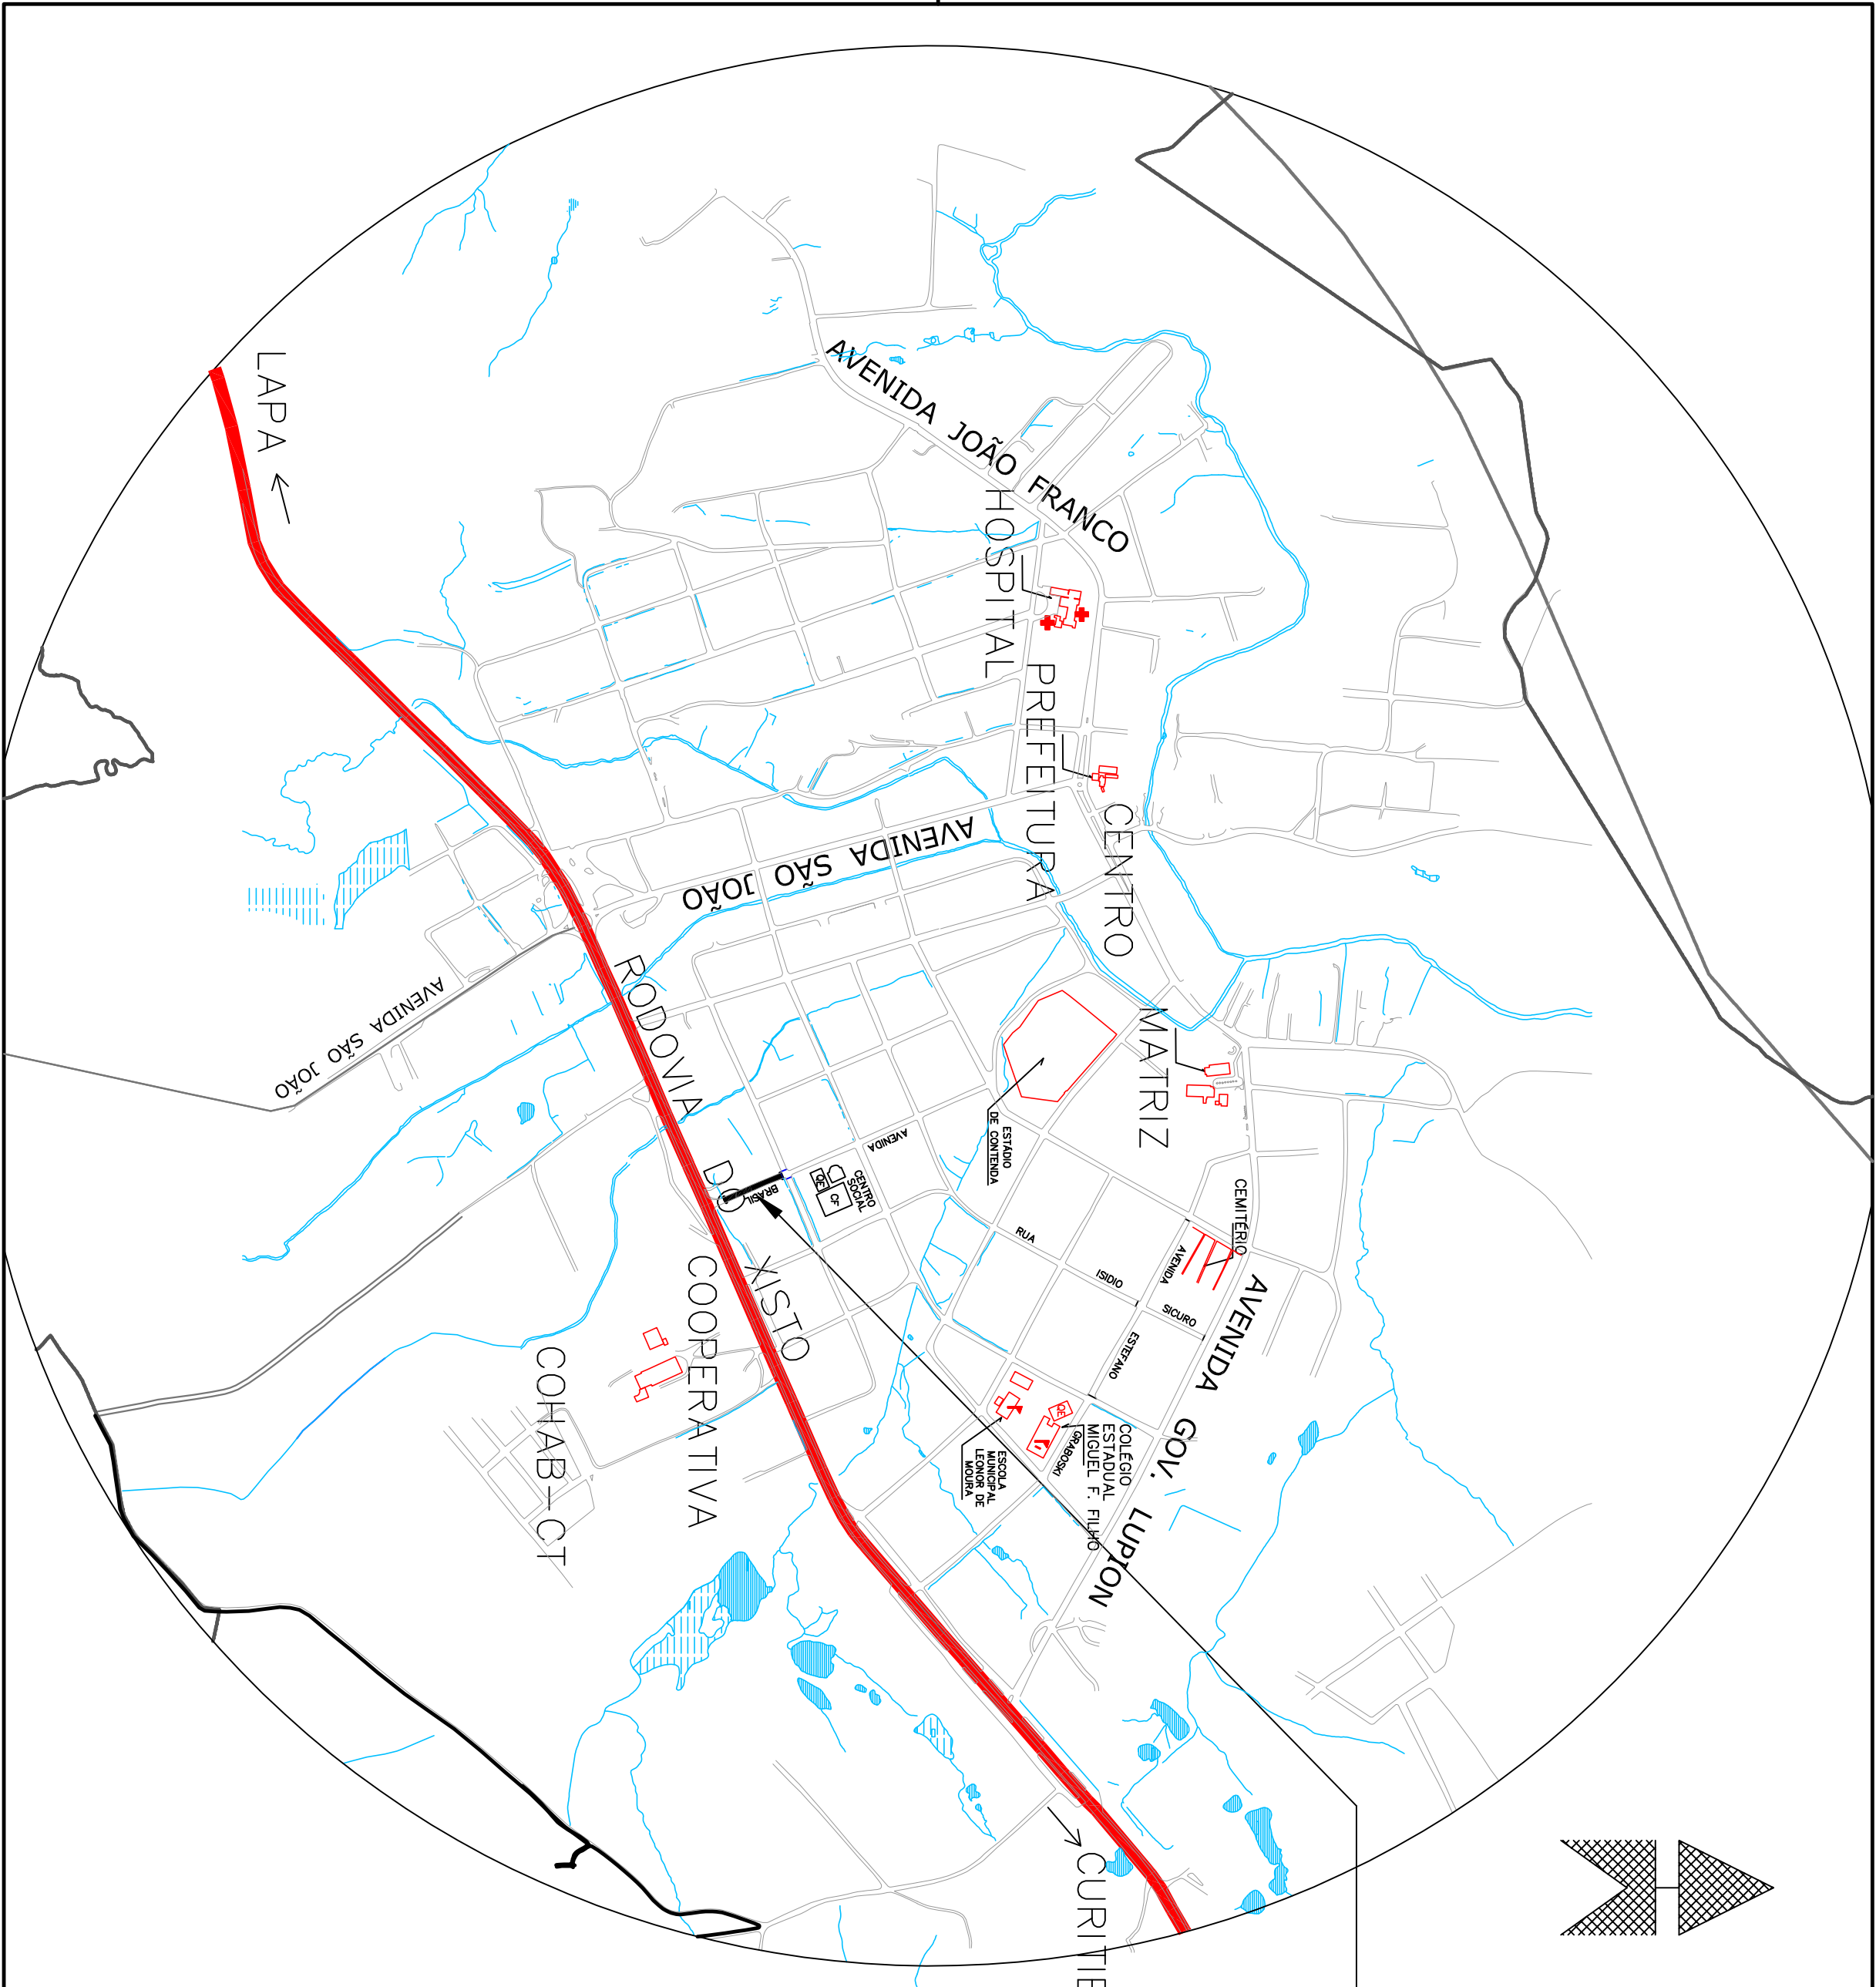 LAPA
AVENIDA JOÃO FRANCO
HOSPITAL
PREFEITURA
CENTRO
AVENIDA SÃO JOÃO
AVENIDA SÃO JOÃO
RODOVIA DO XISTO
MATRIZ
ESTÁDIO
DE CONTENDA
AVENIDA
BRASIL
CENTRO
SOCIAL
QE
CF
CEMITÉRIO
RUA ISIDIO SICURO
AVENIDA ESTEFANO GRABOSKI
AVENIDA GOV. LUPION
COLÉGIO
ESTADUAL
MIGUEL F. FILHO
QE
ESCOLA
MUNICIPAL
LEONOR DE
MOURA
COOPERATIVA
COHAB-CT